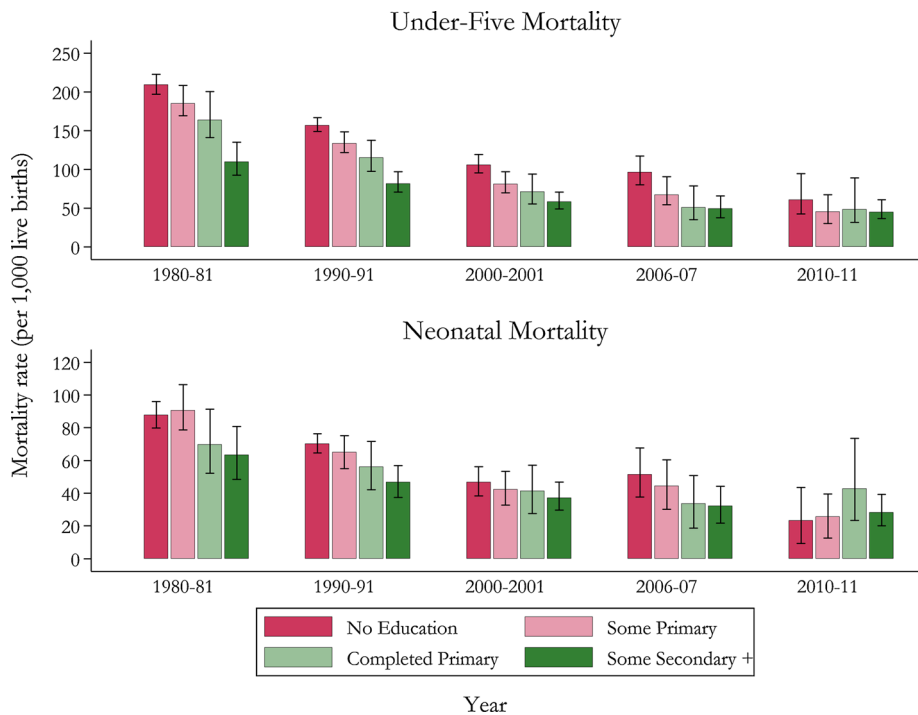 Under-Five Mortality
Mortality rate (per 1,000 live births)
250
200
150
100
50
0
1980-81 1990-91 2000-2001 2006-07 2010-11
Neonatal Mortality
120
100
80
60
40
20
0
1980-81 1990-91 2000-2001 2006-07 2010-11
No Education Some Primary
Completed Primary Some Secondary +
Year